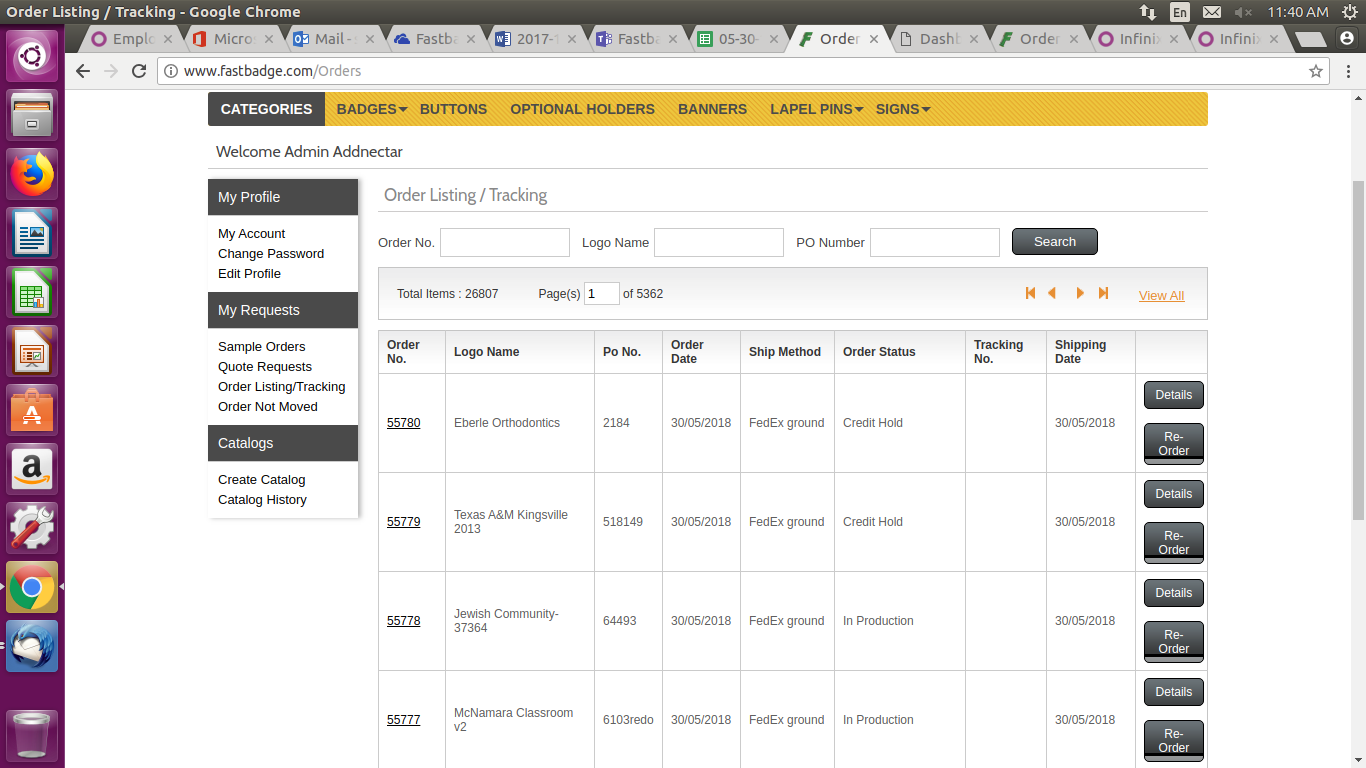 Order Listing / Tracking - Google Chrome
En
11:40 AM
Emplo
Micros
Mail - s
Fastba
2017-1
Fastba
05-30-
Order
Dashb
Order
Infinix
Infinix
www.fastbadge.com/Orders
CATEGORIES
BADGES
BUTTONS
OPTIONAL HOLDERS
BANNERS
LAPEL PINS
SIGNS
Welcome Admin Addnectar
My Profile
My Account
Change Password
Edit Profile
My Requests
Sample Orders
Quote Requests
Order Listing/Tracking
Order Not Moved
Catalogs
Create Catalog
Catalog History
Order Listing / Tracking
Order No.
Logo Name
PO Number
Search
Total Items : 26807
Page(s) 1 of 5362
View All
Order No.
Logo Name
Po No.
Order Date
Ship Method
Order Status
Tracking No.
Shipping Date
55780
Eberle Orthodontics
2184
30/05/2018
FedEx ground
Credit Hold
30/05/2018
Details
Re-Order
55779
Texas A&M Kingsville
2013
518149
30/05/2018
FedEx ground
Credit Hold
30/05/2018
Details
Re-Order
55778
Jewish Community-
37364
64493
30/05/2018
FedEx ground
In Production
30/05/2018
Details
Re-Order
55777
McNamara Classroom
v2
6103redo
30/05/2018
FedEx ground
In Production
30/05/2018
Details
Re-Order